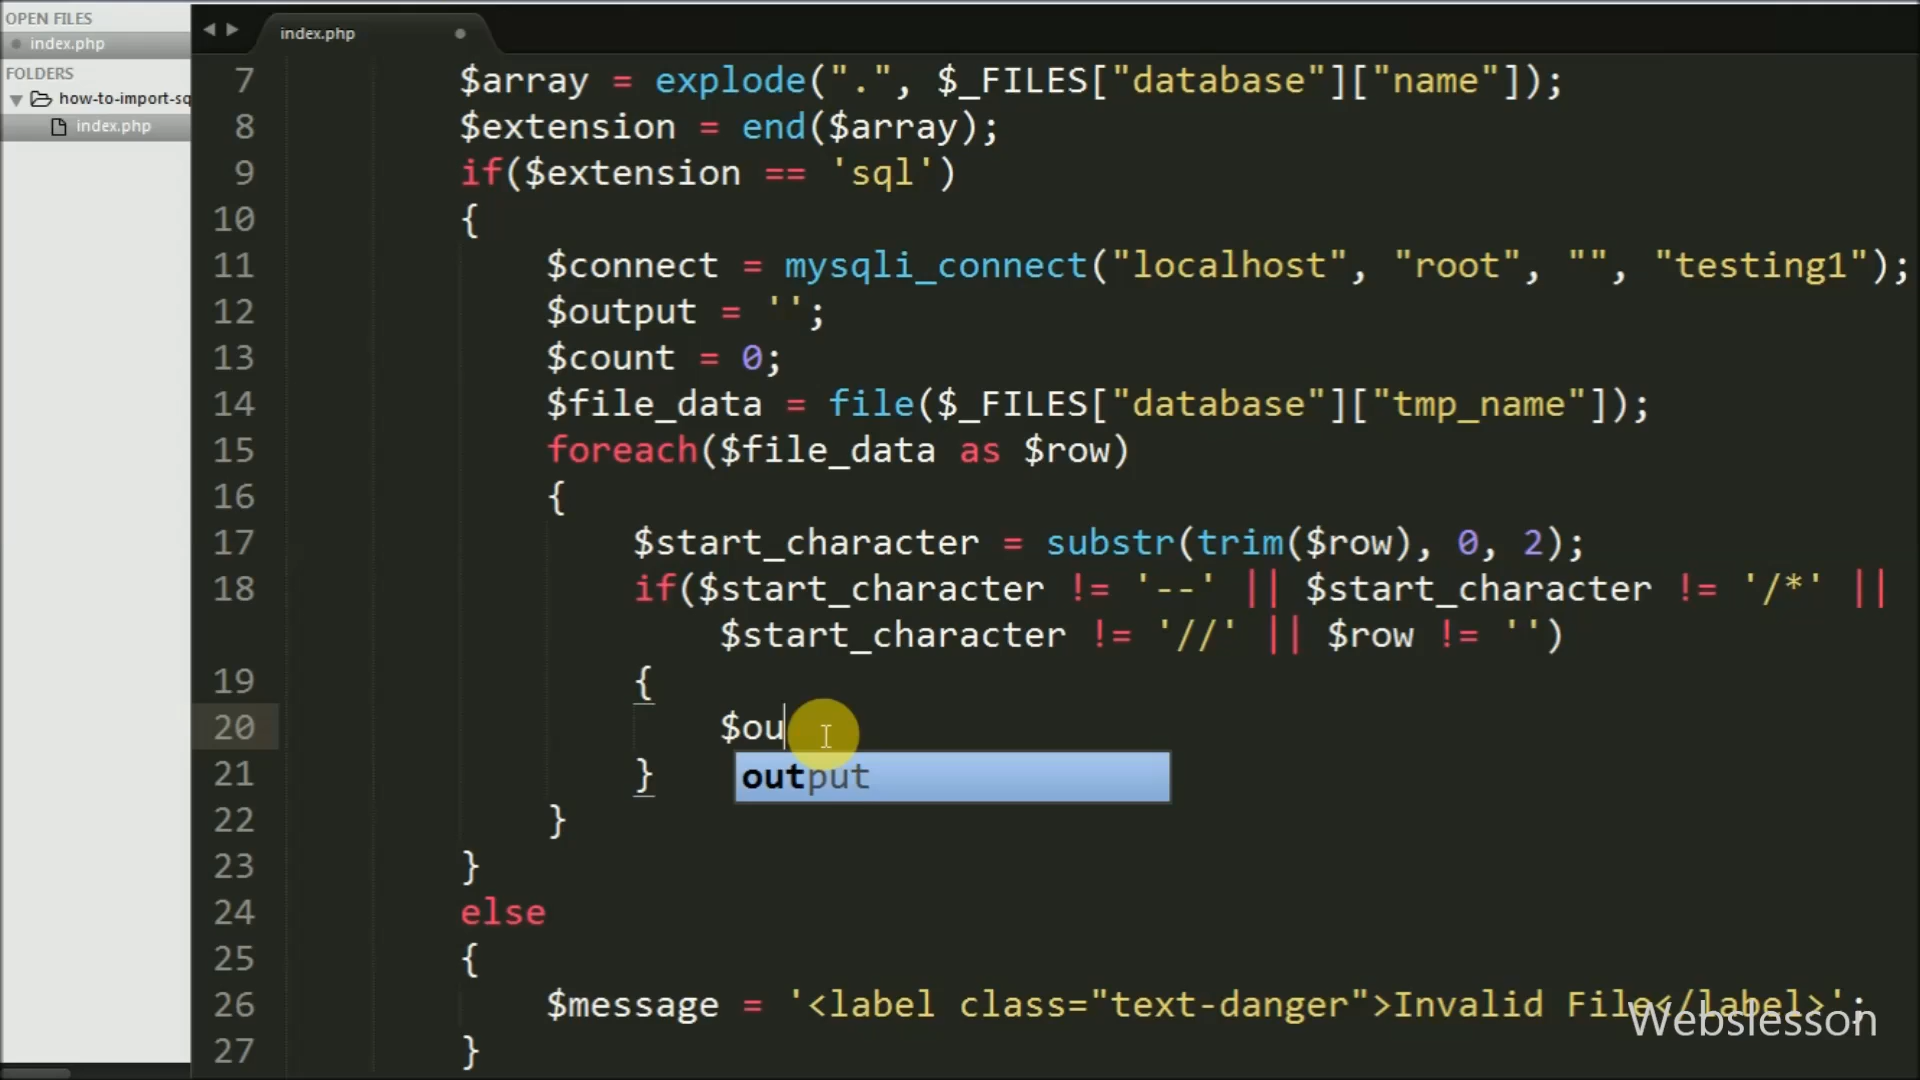 OPEN FILES
index.php
FOLDERS
how-to-import-sq
index.php
index.php
7 $array = explode(".", $_FILES["database"]["name"]);
8 $extension = end($array);
9 if($extension == 'sql')
10 {
11 $connect = mysqli_connect("localhost", "root", "", "testing1");
12 $output = '';
13 $count = 0;
14 $file_data = file($_FILES["database"]["tmp_name"]);
15 foreach($file_data as $row)
16 {
17 $start_character = substr(trim($row), 0, 2);
18 if($start_character != '--' || $start_character != '/*' ||
$start_character != '//' || $row != '')
19 {
20 $ou
output
21 }
22 }
23 }
24 else
25 {
26 $message = '<label class="text-danger">Invalid File</label>';
Webslesson
27 }